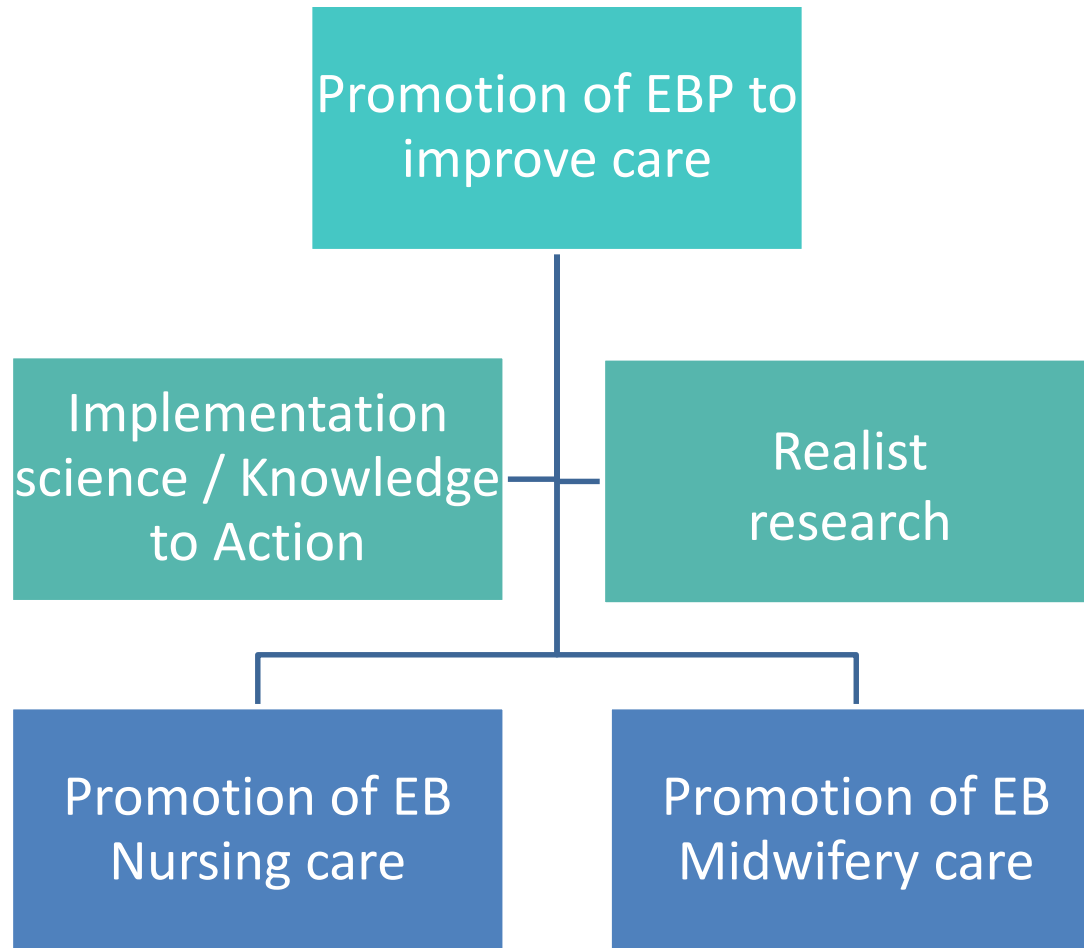 Promotion of EBP to
improve care
Implementation
science / Knowledge
to Action
Realist
research
Promotion of EB
Nursing care
Promotion of EB
Midwifery care